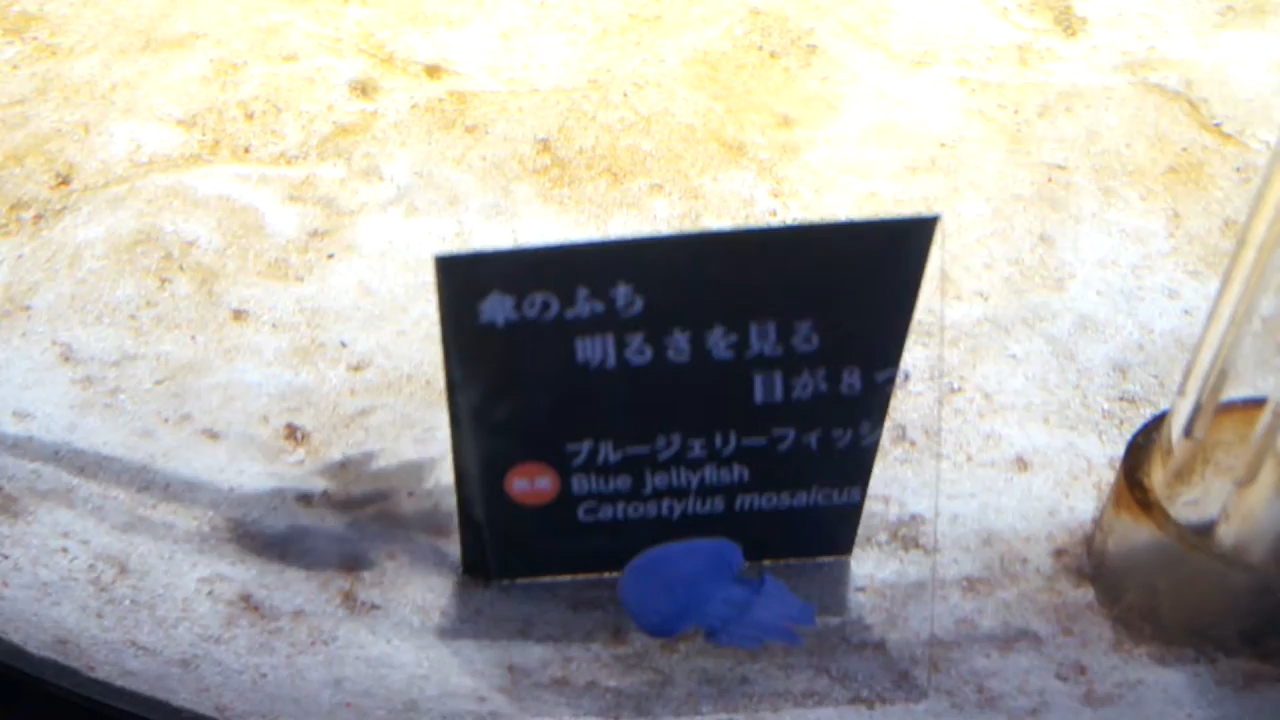 傘のふち
明るさを見る
目が8つ
ブルージェリーフィッシ
Blue jellyfish
Catostylus mosaicus